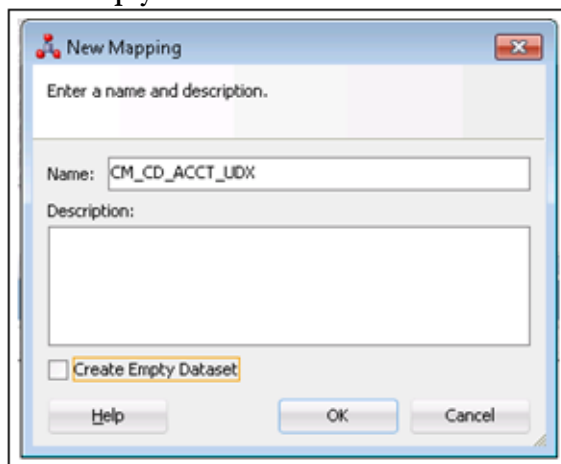 New Mapping
Enter a name and description.
Name: CM_CD_ACCT_UDX
Description:
Create Empty Dataset
Help OK Cancel